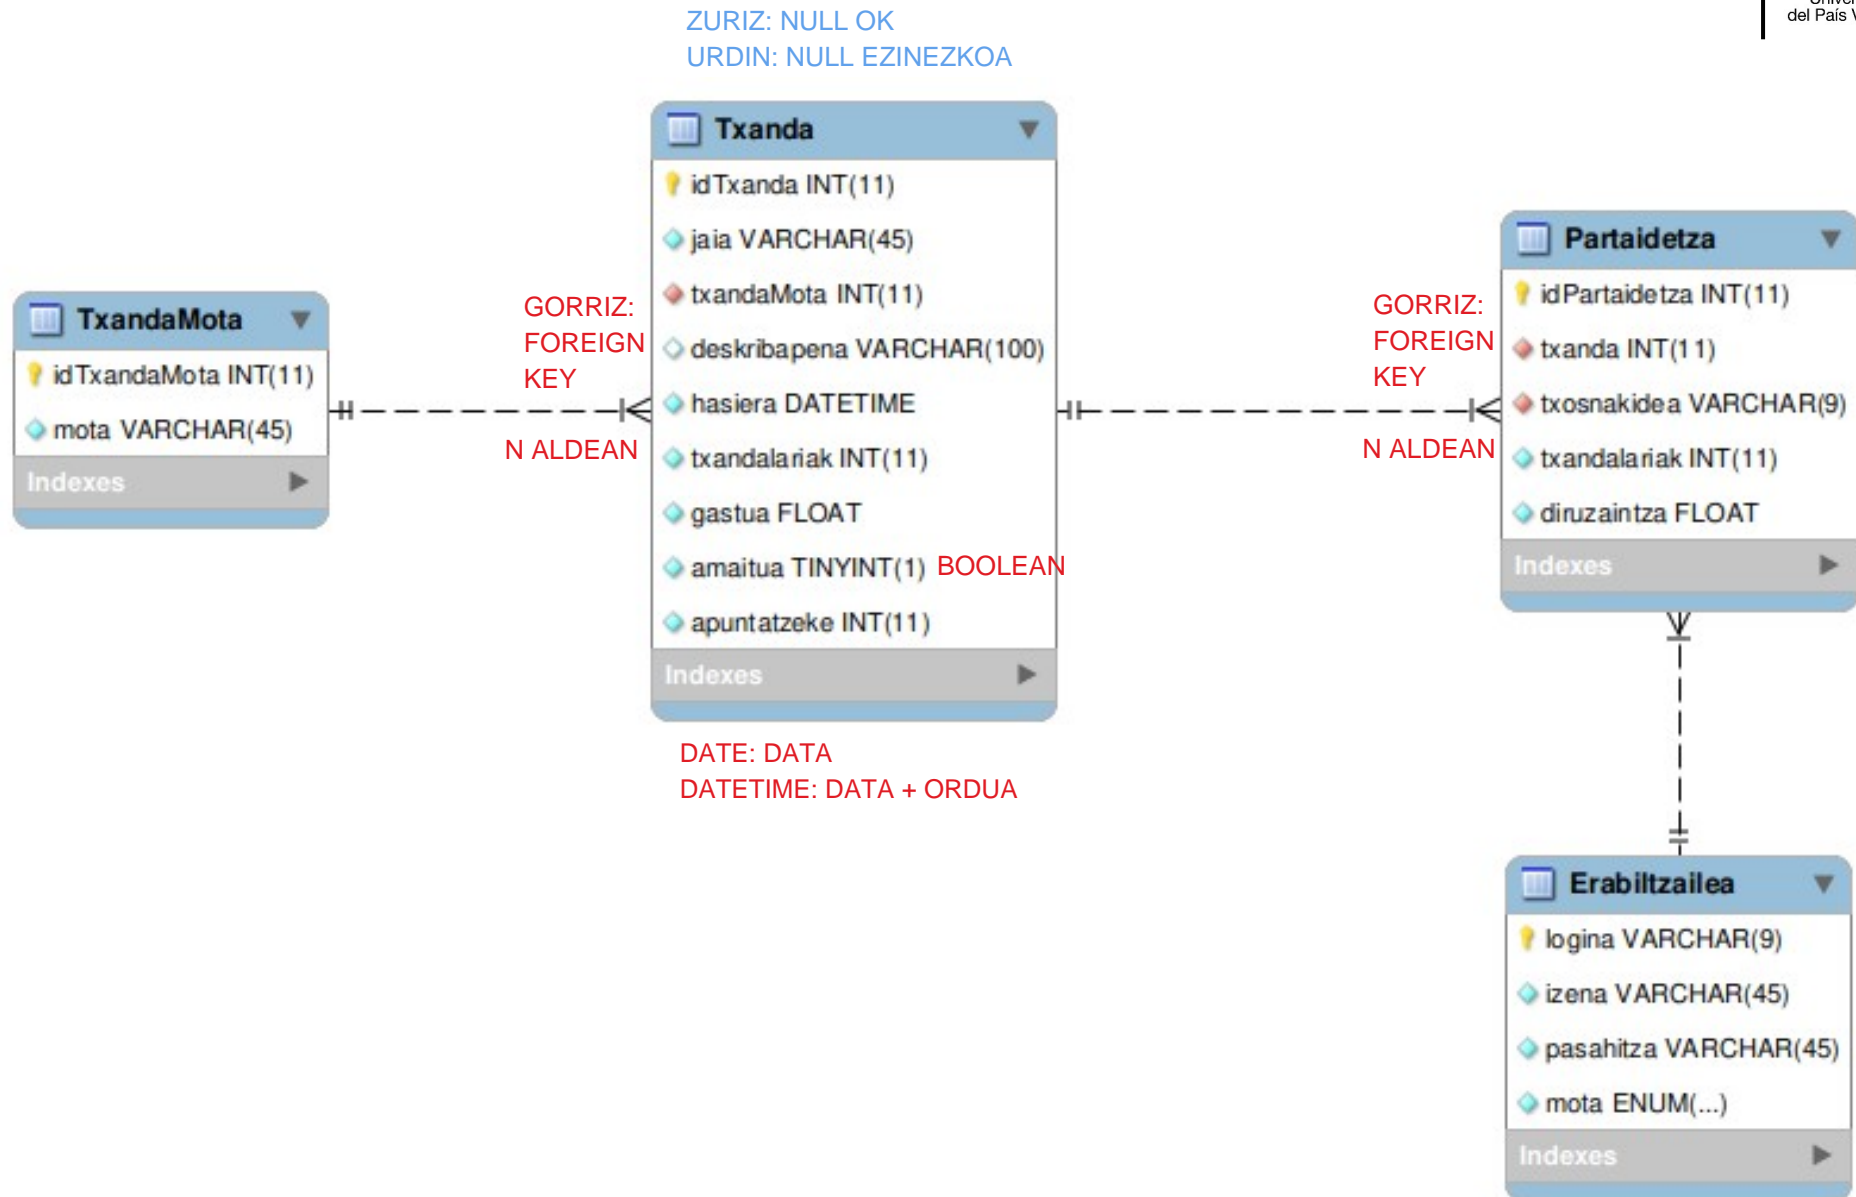 del País V
ZURIZ: NULL OK
URDIN: NULL EZINEZKOA
Txanda
idTxanda INT(11)
jaia VARCHAR(45)
txandaMota INT(11)
deskribapena VARCHAR(100)
hasiera DATETIME
txandalariak INT(11)
gastua FLOAT
amaitua TINYINT(1) BOOLEAN
apuntatzeke INT(11)
Indexes
DATE: DATA
DATETIME: DATA + ORDUA
TxandaMota
idTxandaMota INT(11)
mota VARCHAR(45)
Indexes
GORRIZ:
FOREIGN
KEY
N ALDEAN
GORRIZ:
FOREIGN
KEY
N ALDEAN
Partaidetza
idPartaidetza INT(11)
txanda INT(11)
txosnakidea VARCHAR(9)
txandalariak INT(11)
diruzaintza FLOAT
Indexes
Erabiltzailea
logina VARCHAR(9)
izena VARCHAR(45)
pasahitza VARCHAR(45)
mota ENUM(...)
Indexes